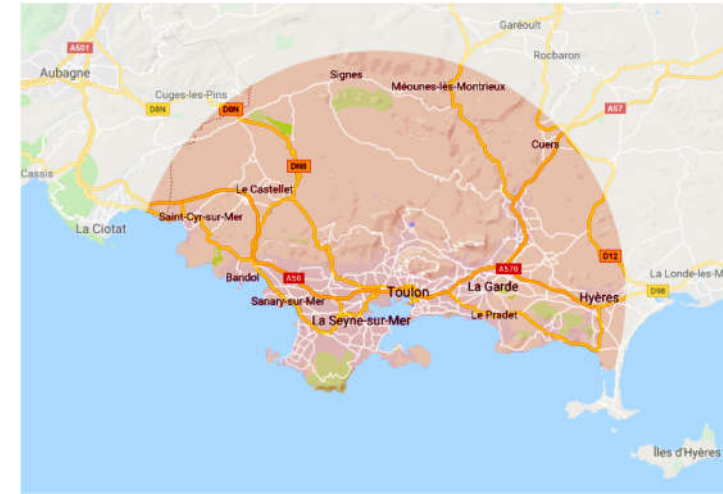 Garéoult
A501
Rocbaron
Aubagne
Signes
Méounes-lès-Montrieux
Cuges-les-Pins
D8N
D8N
A57
Cuers
DN8
Cassis
Le Castellet
Saint-Cyr-sur-Mer
La Ciotat
D12
Bandol
A50
A570
La Londe-les-M
Toulon
La Garde
Hyères
D98
Sanary-sur-Mer
La Seyne-sur-Mer
Le Pradet
Îles d'Hyères